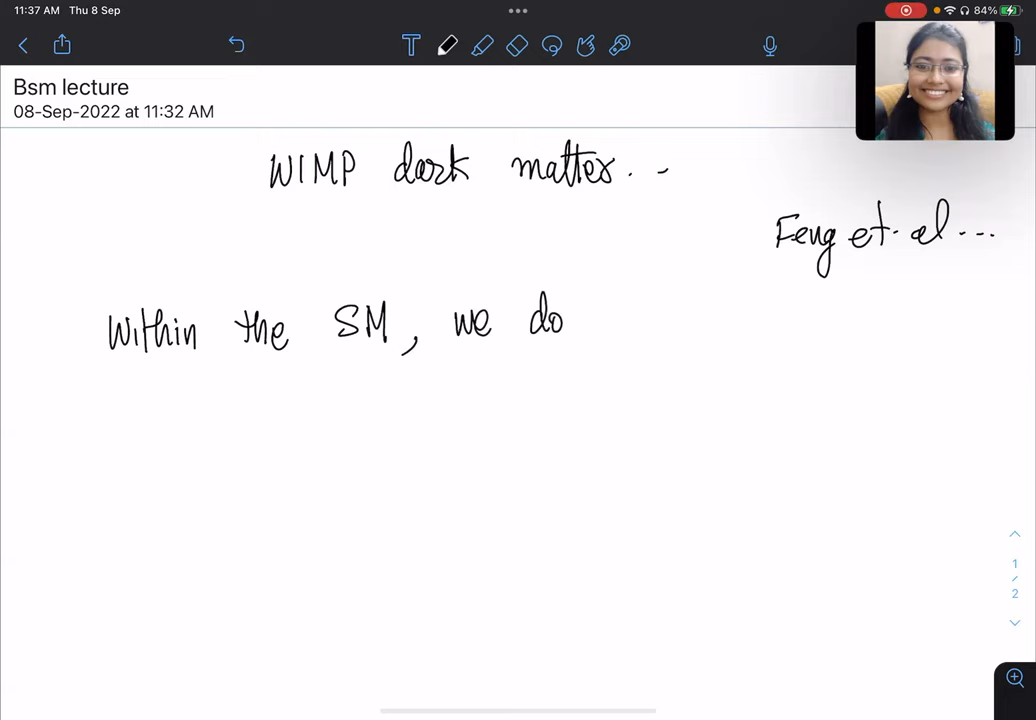 11:37 AM Thu 8 Sep
84%
Bsm lecture
08-Sep-2022 at 11:32 AM
WIMP dark matter. -
Feng et. al ...
Within the SM, we do
1
2